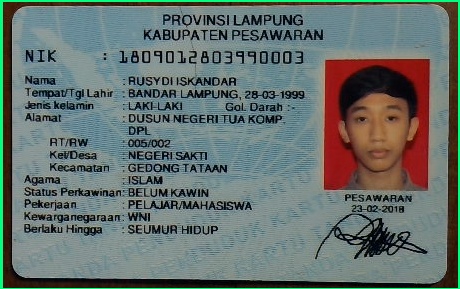 PROVINSI LAMPUNG
KABUPATEN PESAWARAN
NIK : 1809012803990003
Nama : RUSYDI ISKANDAR
Tempat/Tgl Lahir : BANDAR LAMPUNG, 28-03-1999
Jenis kelamin : LAKI-LAKI Gol. Darah :-
Alamat : DUSUN NEGERI TUA KOMP.
DPL
RT/RW : 005/002
Kel/Desa : NEGERI SAKTI
Kecamatan : GEDONG TATAAN
Agama : ISLAM
Status Perkawinan: BELUM KAWIN
Pekerjaan : PELAJAR/MAHASISWA
Kewarganegaraan: WNI
Berlaku Hingga : SEUMUR HIDUP
PESAWARAN
23-02-2018